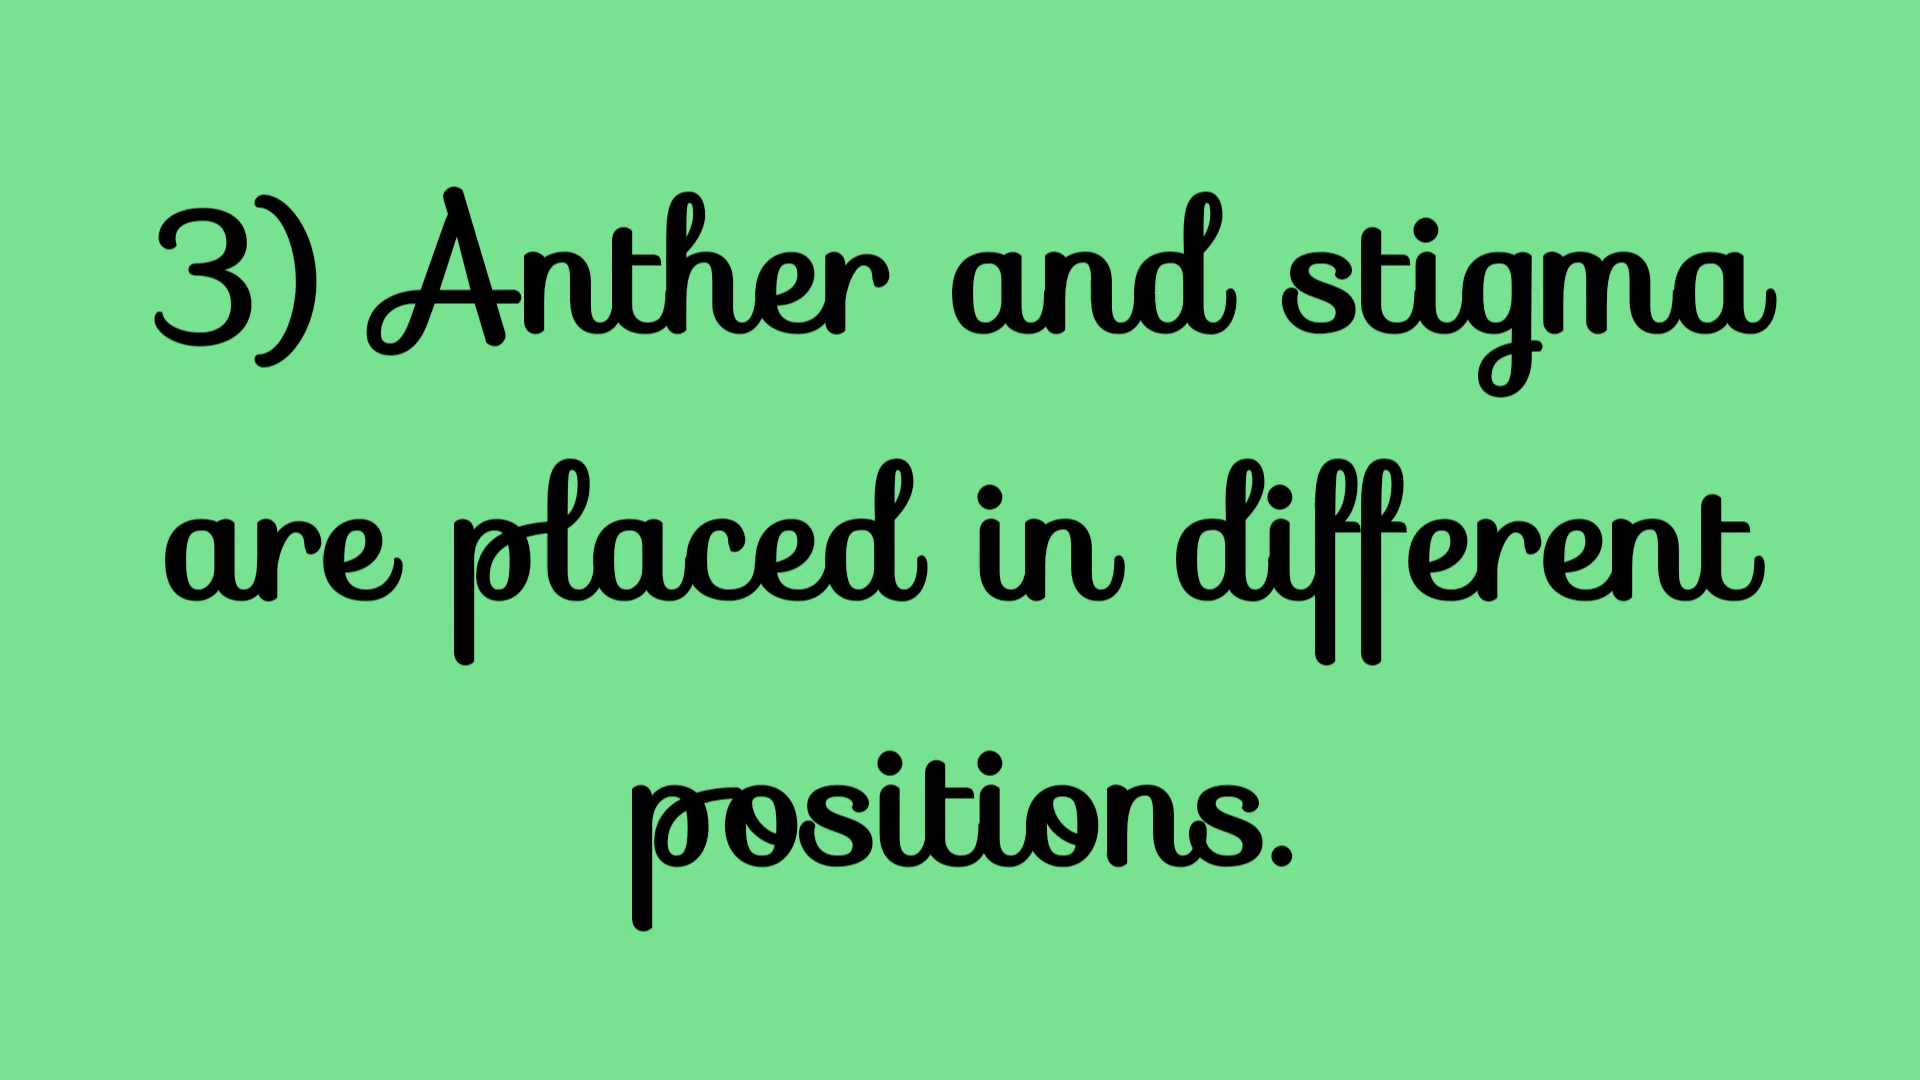 3) Anther and stigma
are placed in different
positions.